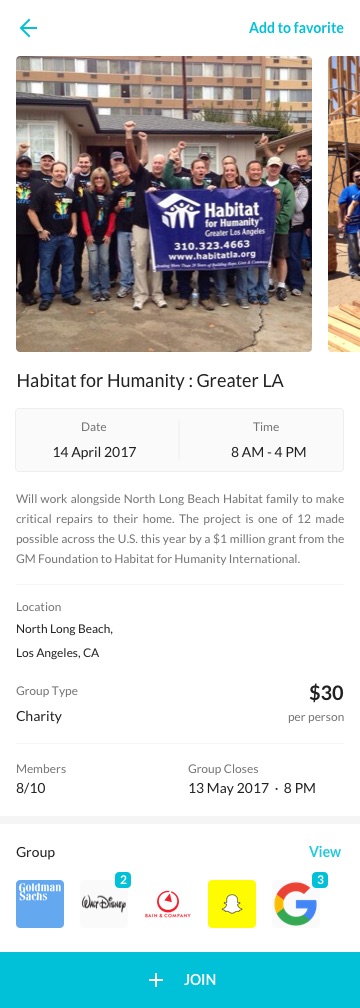 Add to favorite
Habitat
for Humanity®
Greater Los Angeles
310.323.4663
www.habitatla.org
Habitat for Humanity : Greater LA
Date
Time
14 April 2017
8 AM - 4 PM
Will work alongside North Long Beach Habitat family to make
critical repairs to their home. The project is one of 12 made
possible across the U.S. this year by a $1 million grant from the
GM Foundation to Habitat for Humanity International.
Location
North Long Beach,
Los Angeles, CA
Group Type
$30
Charity
per person
Members
Group Closes
8/10
13 May 2017 · 8 PM
Group
View
Goldman
Sachs
2
WALT DISNEY
BAIN & COMPANY
3
G
+ JOIN